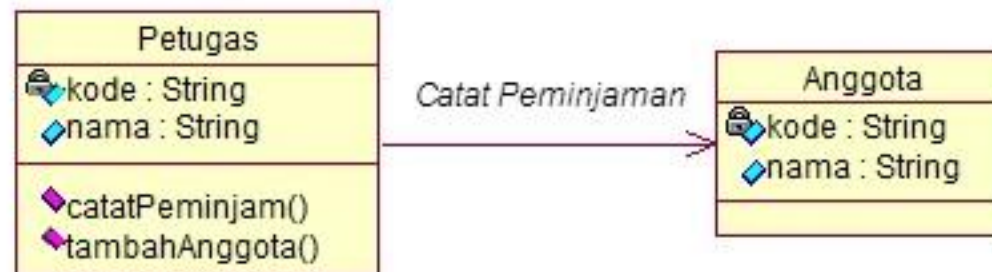 Petugas
kode : String
nama : String
catatPeminjam()
tambahAnggota()
Catat Peminjaman
Anggota
kode : String
nama : String